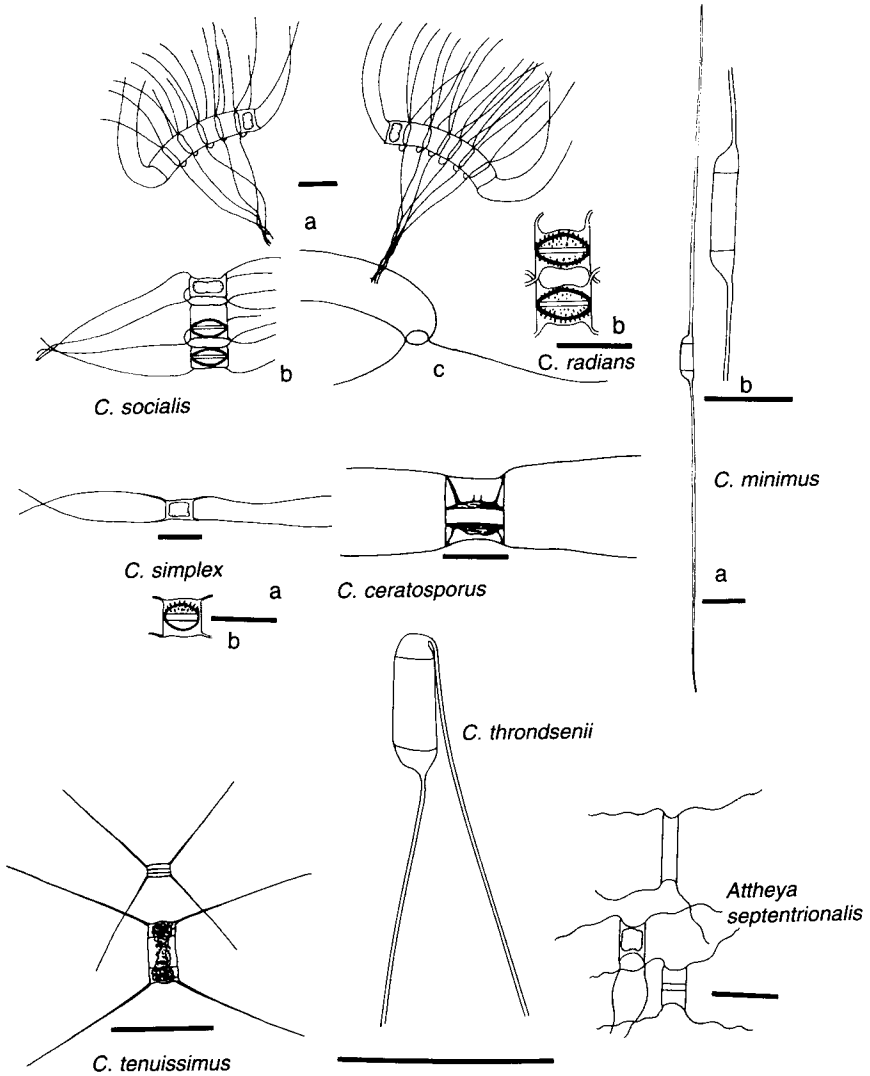 a
b
b
c
C. radians
C. socialis
b
C. minimus
a
C. simplex
a
C. ceratosporus
b
C. throndsenii
Attheya
septentrionalis
C. tenuissimus